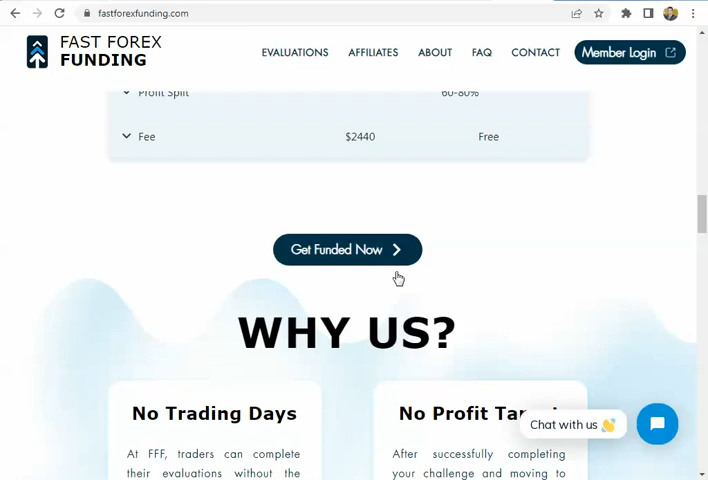 fastforexfunding.com
FAST FOREX
FUNDING
EVALUATIONS AFFILIATES ABOUT FAQ CONTACT Member Login
Profit Split 60-80%
Fee $2440 Free
Get Funded Now
WHY US?
No Trading Days
At FFF, traders can complete
their evaluations without the
No Profit Ta
After successfully completing
your challenge and moving to
Chat with us 👋